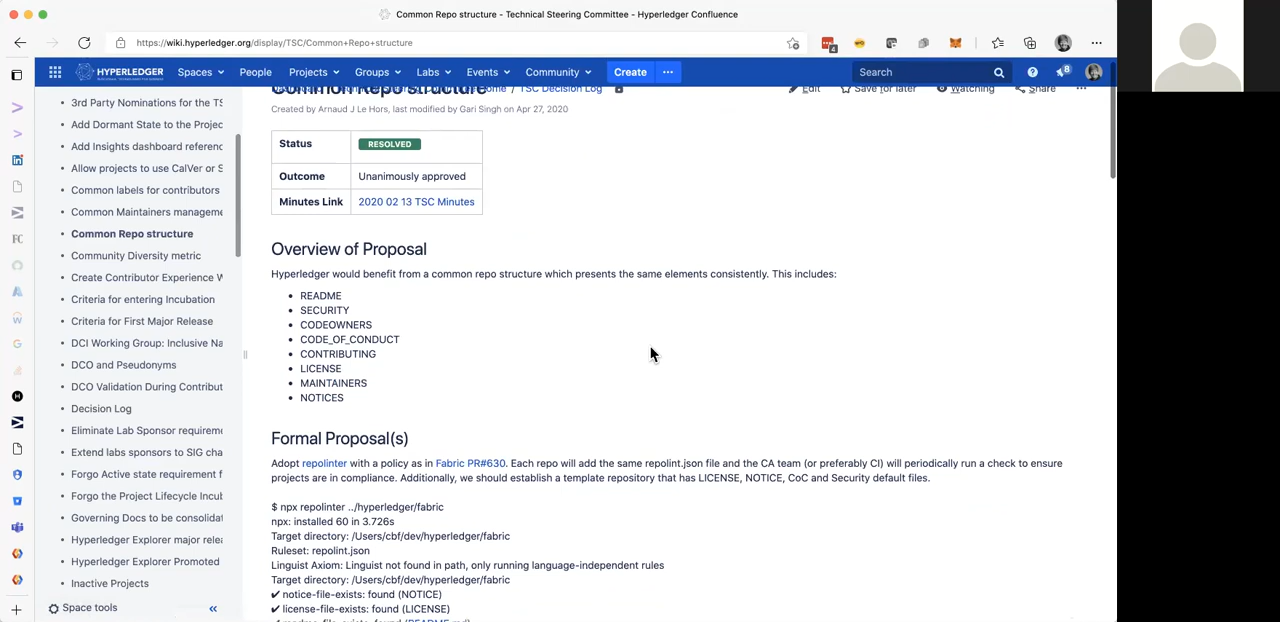 Common Repo structure - Technical Steering Committee - Hyperledger Confluence
https://wiki.hyperledger.org/display/TSC/Common+Repo+structure
4
HYPERLEDGER Spaces People Projects Groups Labs Events Community Create ··· Search 8
3rd Party Nominations for the TS
Add Dormant State to the Projec
Add Insights dashboard referenc
Allow projects to use CalVer or S
Common labels for contributors
Common Maintainers manageme
Common Repo structure
Community Diversity metric
Create Contributor Experience W
Criteria for entering Incubation
Criteria for First Major Release
DCI Working Group: Inclusive Na
DCO and Pseudonyms
DCO Validation During Contribut
Decision Log
Eliminate Lab Sponsor requireme
Extend labs sponsors to SIG cha
Forgo Active state requirement f
Forgo the Project Lifecycle Incub
Governing Docs to be consolidat
Hyperledger Explorer major relea
Hyperledger Explorer Promoted
Inactive Projects
Space tools
/ TSC Decision Log
Common Repo structure
Edit Save for later Watching Share ···
Created by Arnaud J Le Hors, last modified by Gari Singh on Apr 27, 2020
Status RESOLVED
Outcome Unanimously approved
Minutes Link 2020 02 13 TSC Minutes
Overview of Proposal
Hyperledger would benefit from a common repo structure which presents the same elements consistently. This includes:
README
SECURITY
CODEOWNERS
CODE_OF_CONDUCT
CONTRIBUTING
LICENSE
MAINTAINERS
NOTICES
Formal Proposal(s)
Adopt repolinter with a policy as in Fabric PR#630. Each repo will add the same repolint.json file and the CA team (or preferably CI) will periodically run a check to ensure
projects are in compliance. Additionally, we should establish a template repository that has LICENSE, NOTICE, CoC and Security default files.
$ npx repolinter ../hyperledger/fabric
npx: installed 60 in 3.726s
Target directory: /Users/cbf/dev/hyperledger/fabric
Ruleset: repolint.json
Linguist Axiom: Linguist not found in path, only running language-independent rules
Target directory: /Users/cbf/dev/hyperledger/fabric
✔ notice-file-exists: found (NOTICE)
✔ license-file-exists: found (LICENSE)